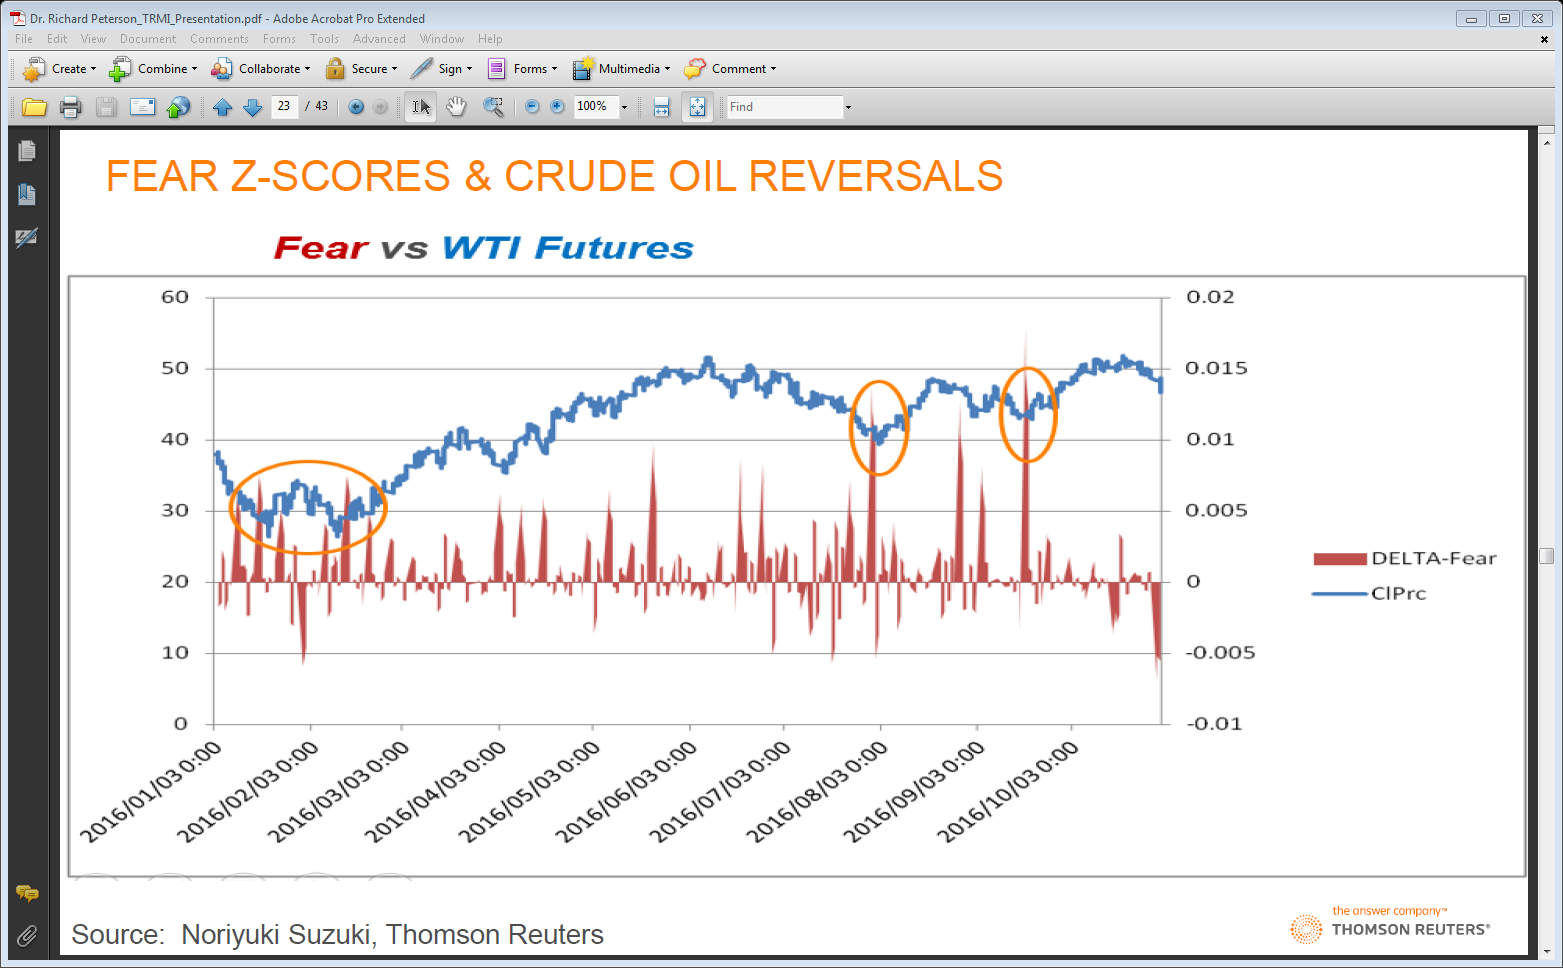 Dr. Richard Peterson_TRMI_Presentation.pdf - Adobe Acrobat Pro Extended
File Edit View Document Comments Forms Tools Advanced Window Help
Create Combine Collaborate Secure Sign Forms Multimedia Comment
23 / 43 100% Find
FEAR Z-SCORES & CRUDE OIL REVERSALS
Fear vs WTI Futures
60 0.02
50 0.015
40 0.01
30 0.005
20 0
10 -0.005
0 -0.01
DELTA-Fear
ClPrc
2016/01/03 0:00
2016/02/03 0:00
2016/03/03 0:00
2016/04/03 0:00
2016/05/03 0:00
2016/06/03 0:00
2016/07/03 0:00
2016/08/03 0:00
2016/09/03 0:00
2016/10/03 0:00
the answer company™
THOMSON REUTERS®
Source: Noriyuki Suzuki, Thomson Reuters